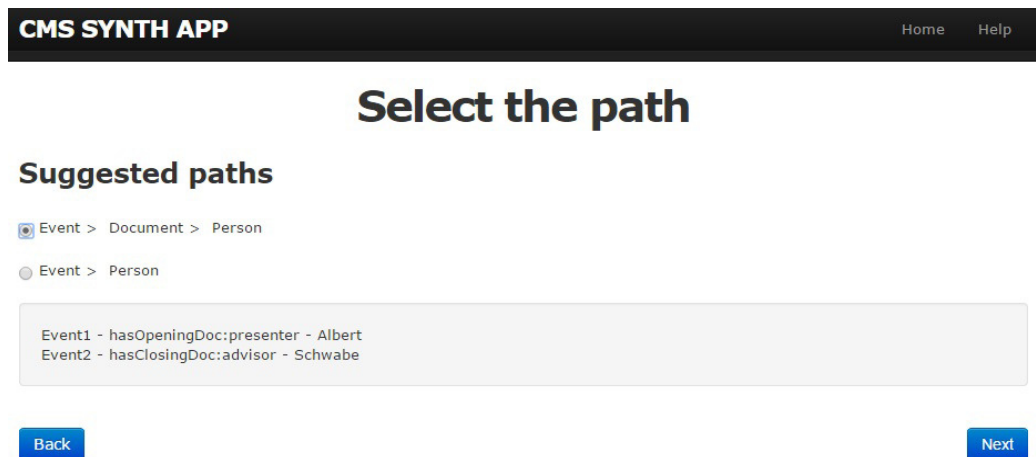 CMS SYNTH APP Home Help
Select the path
Suggested paths
Event > Document > Person
Event > Person
Event1 - hasOpeningDoc:presenter - Albert
Event2 - hasClosingDoc:advisor - Schwabe
Back Next